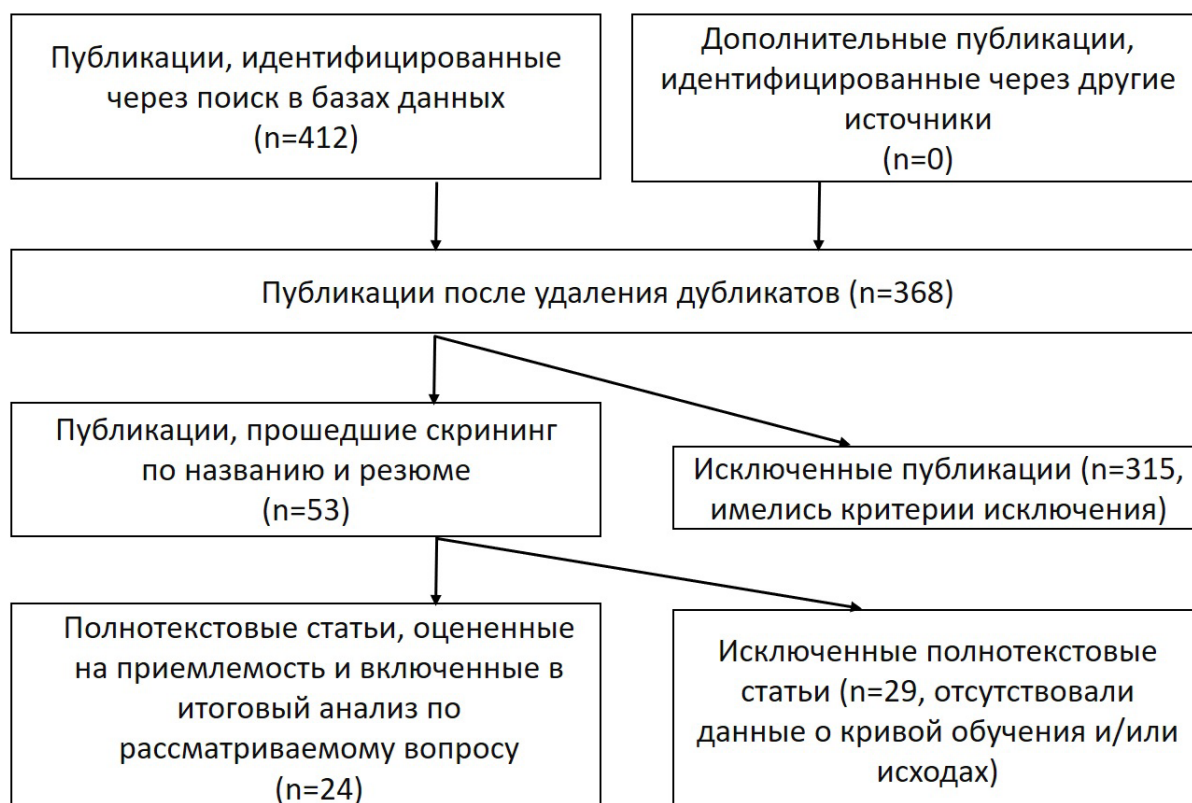 Публикации, идентифицированные
через поиск в базах данных
(n=412)
Дополнительные публикации,
идентифицированные через другие
источники
(n=0)
Публикации после удаления дубликатов (n=368)
Публикации, прошедшие скрининг
по названию и резюме
(n=53)
Исключенные публикации (n=315,
имелись критерии исключения)
Полнотекстовые статьи, оцененные
на приемлемость и включенные в
итоговый анализ по
рассматриваемому вопросу
(n=24)
Исключенные полнотекстовые
статьи (n=29, отсутствовали
данные о кривой обучения и/или
исходах)